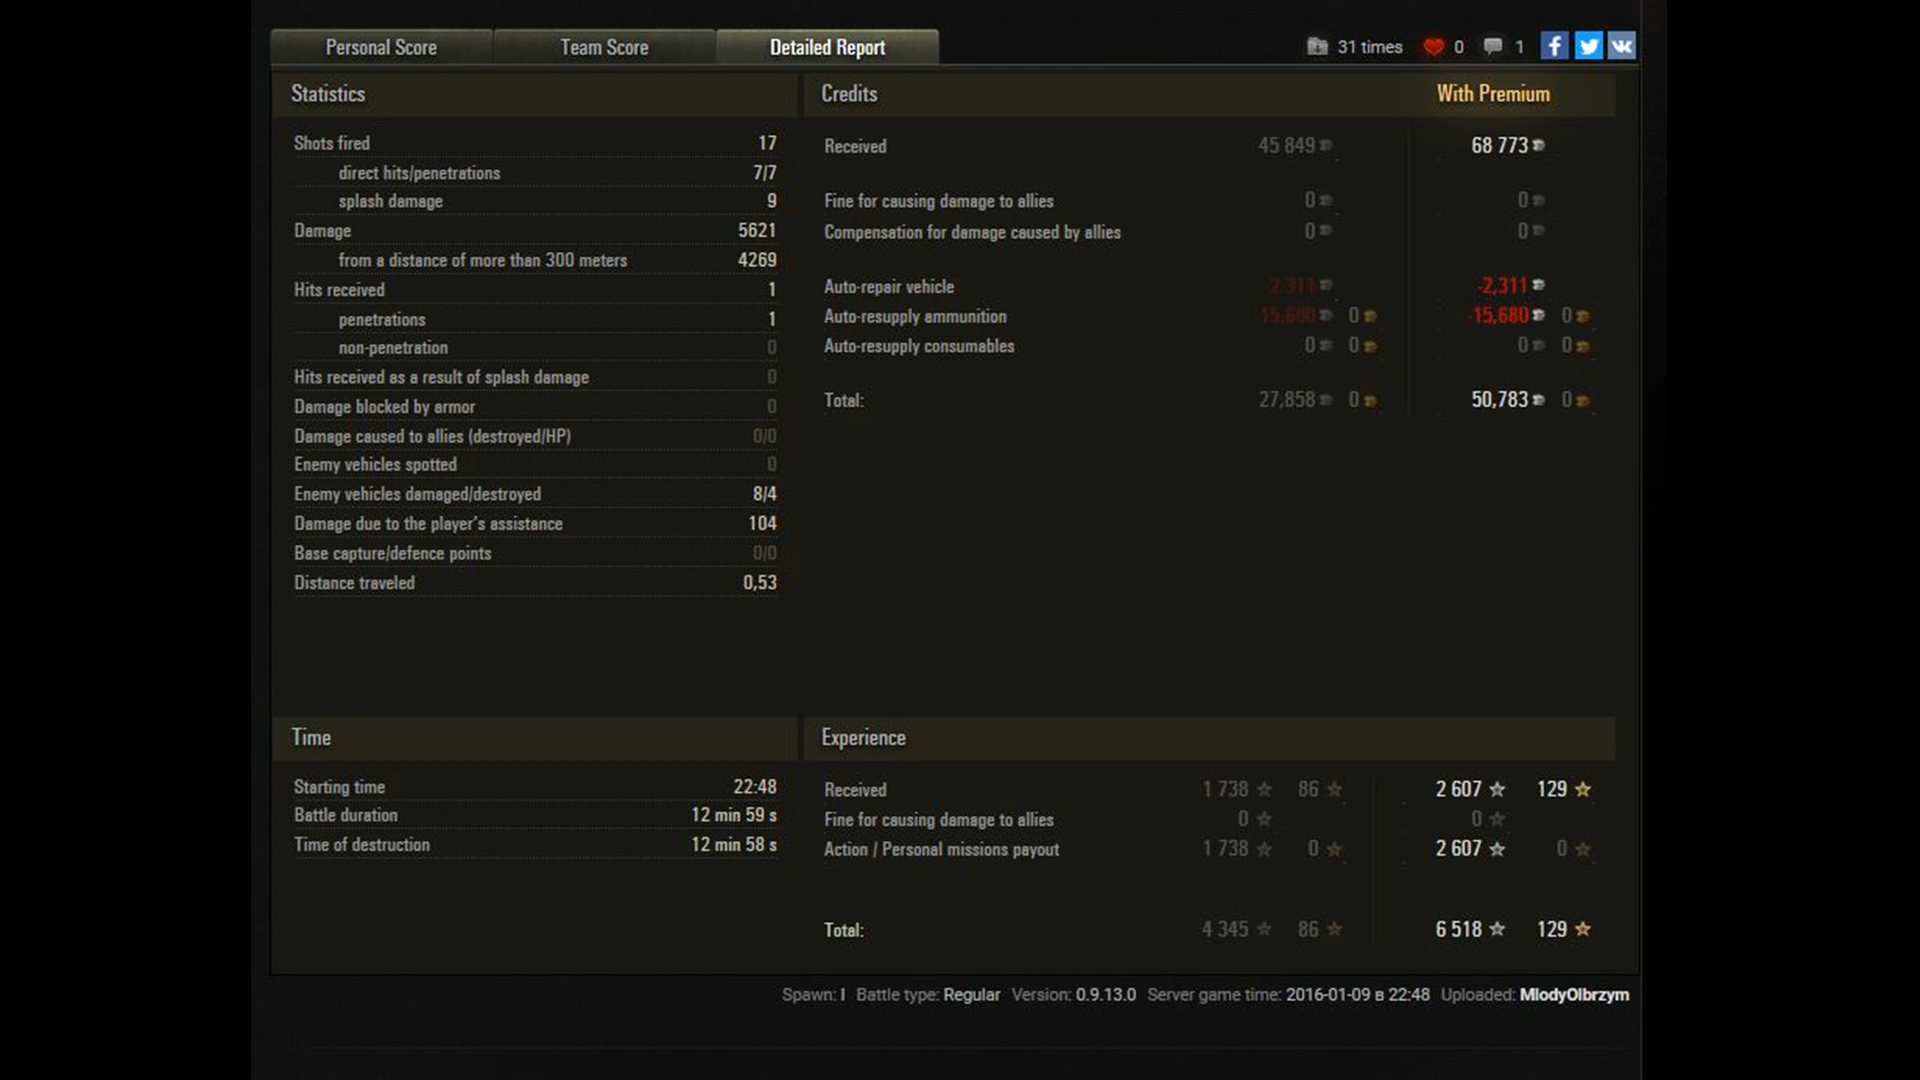 Personal Score Team Score Detailed Report 31 times 0 1
Statistics
Shots fired 17
direct hits/penetrations 7/7
splash damage 9
Damage 5621
from a distance of more than 300 meters 4269
Hits received 1
penetrations 1
non-penetration 0
Hits received as a result of splash damage 0
Damage blocked by armor 0
Damage caused to allies (destroyed/HP) 0/0
Enemy vehicles spotted 0
Enemy vehicles damaged/destroyed 8/4
Damage due to the player's assistance 104
Base capture/defence points 0/0
Distance traveled 0,53
Credits With Premium
Received 45 849 68 773
Fine for causing damage to allies 0 0
Compensation for damage caused by allies 0 0
Auto-repair vehicle -2,311 -2,311
Auto-resupply ammunition -15,680 0 -15,680 0
Auto-resupply consumables 0 0 0 0
Total: 27,858 0 50,783 0
Time
Starting time 22:48
Battle duration 12 min 59 s
Time of destruction 12 min 58 s
Experience
Received 1 738 86 2 607 129
Fine for causing damage to allies 0 0
Action / Personal missions payout 1 738 0 2 607 0
Total: 4 345 86 6 518 129
Spawn: I Battle type: Regular Version: 0.9.13.0 Server game time: 2016-01-09 в 22:48 Uploaded: MlodyOlbrzym